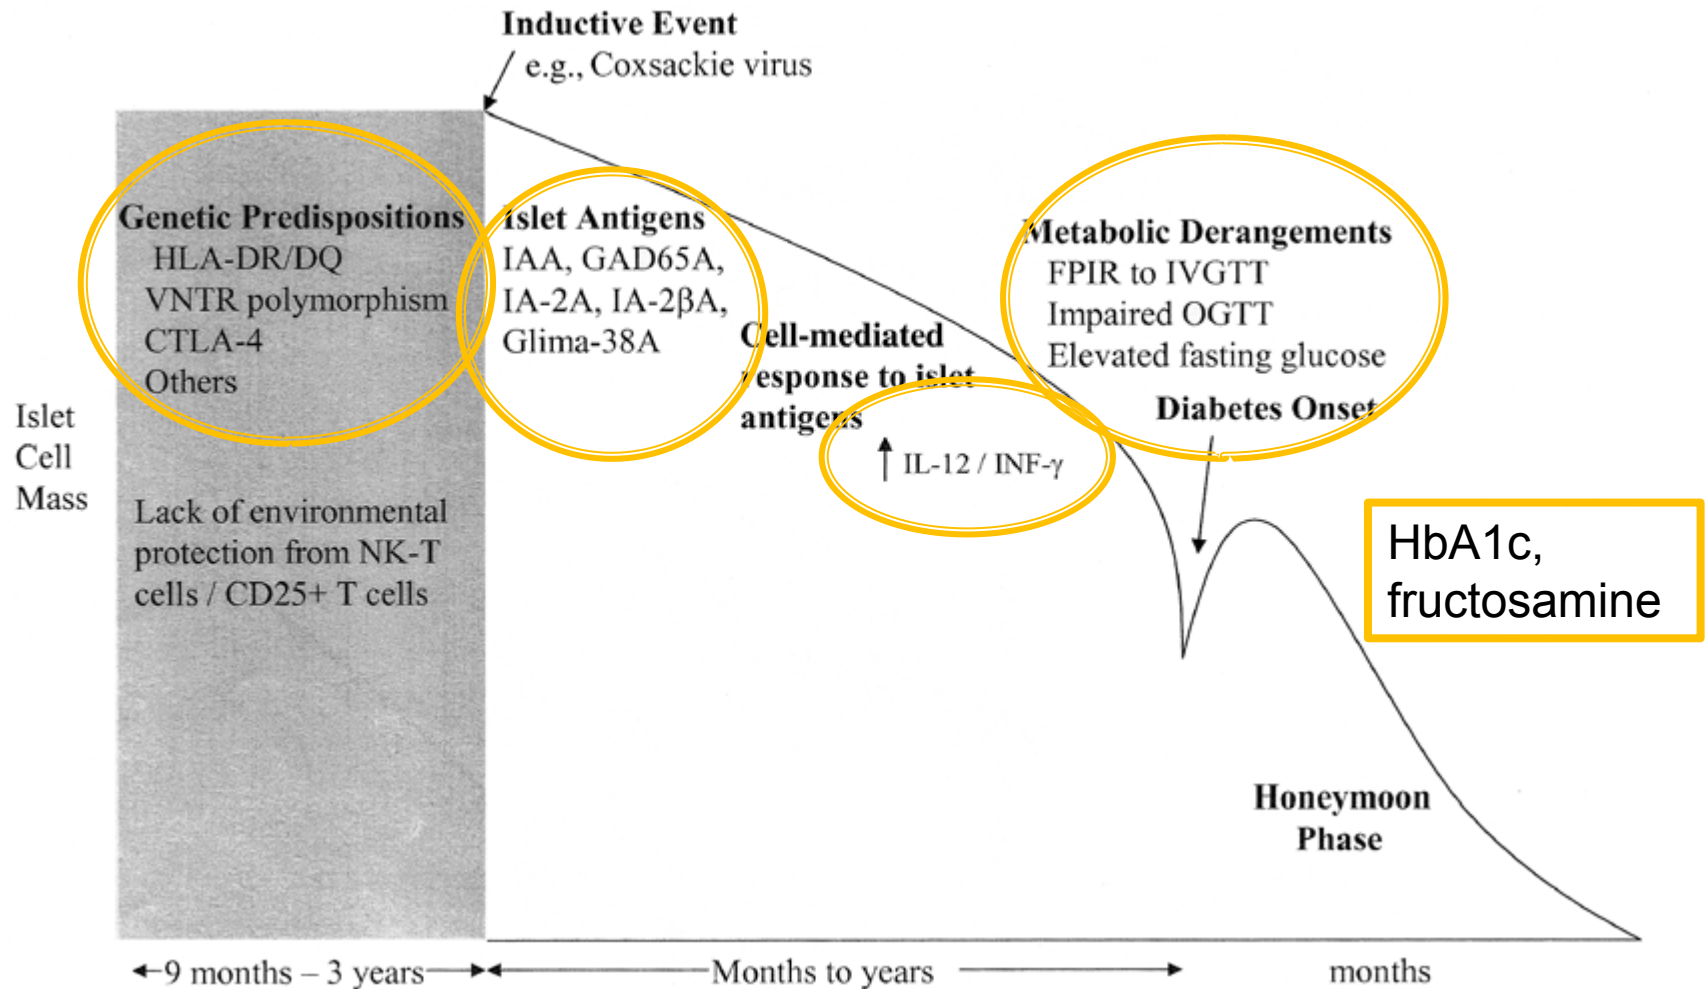 Inductive Event
e.g., Coxsackie virus
Genetic Predispositions
HLA-DR/DQ
VNTR polymorphism
CTLA-4
Others
Lack of environmental
protection from NK-T
cells / CD25+ T cells
Islet
Cell
Mass
Islet Antigens
IAA, GAD65A,
IA-2A, IA-2βA,
Glima-38A
Cell-mediated
response to islet
antigens
↑ IL-12 / INF-γ
Metabolic Derangements
FPIR to IVGTT
Impaired OGTT
Elevated fasting glucose
Diabetes Onset
HbA1c,
fructosamine
Honeymoon
Phase
9 months – 3 years
Months to years
months